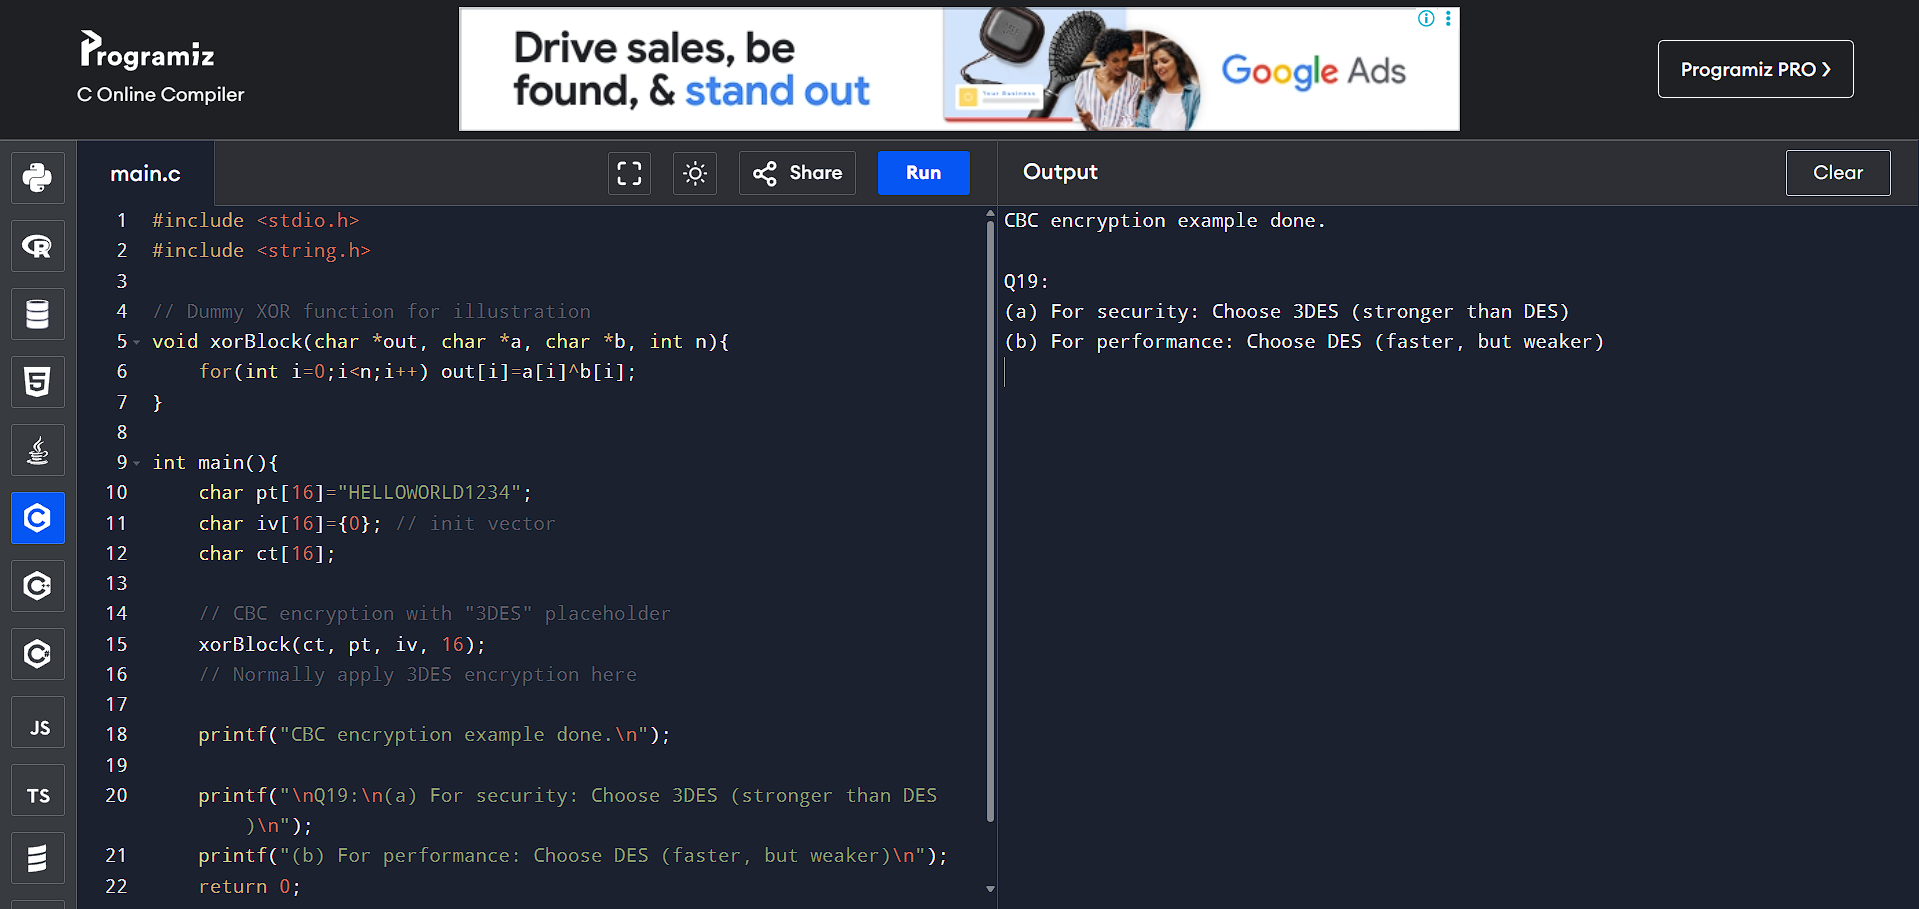 Programiz
C Online Compiler
Drive sales, be
found, & stand out
Your Business
Google Ads
Programiz PRO ❯
main.c
Share
Run
Output
Clear
1 #include <stdio.h>
2 #include <string.h>
3
4 // Dummy XOR function for illustration
5 void xorBlock(char *out, char *a, char *b, int n){
6     for(int i=0;i<n;i++) out[i]=a[i]^b[i];
7 }
8
9 int main(){
10     char pt[16]="HELLOWORLD1234";
11     char iv[16]={0}; // init vector
12     char ct[16];
13
14     // CBC encryption with "3DES" placeholder
15     xorBlock(ct, pt, iv, 16);
16     // Normally apply 3DES encryption here
17
18     printf("CBC encryption example done.\n");
19
20     printf("\nQ19:\n(a) For security: Choose 3DES (stronger than DES
)\n");
21     printf("(b) For performance: Choose DES (faster, but weaker)\n");
22     return 0;
CBC encryption example done.
Q19:
(a) For security: Choose 3DES (stronger than DES)
(b) For performance: Choose DES (faster, but weaker)
R
5
C
C++
C#
JS
TS